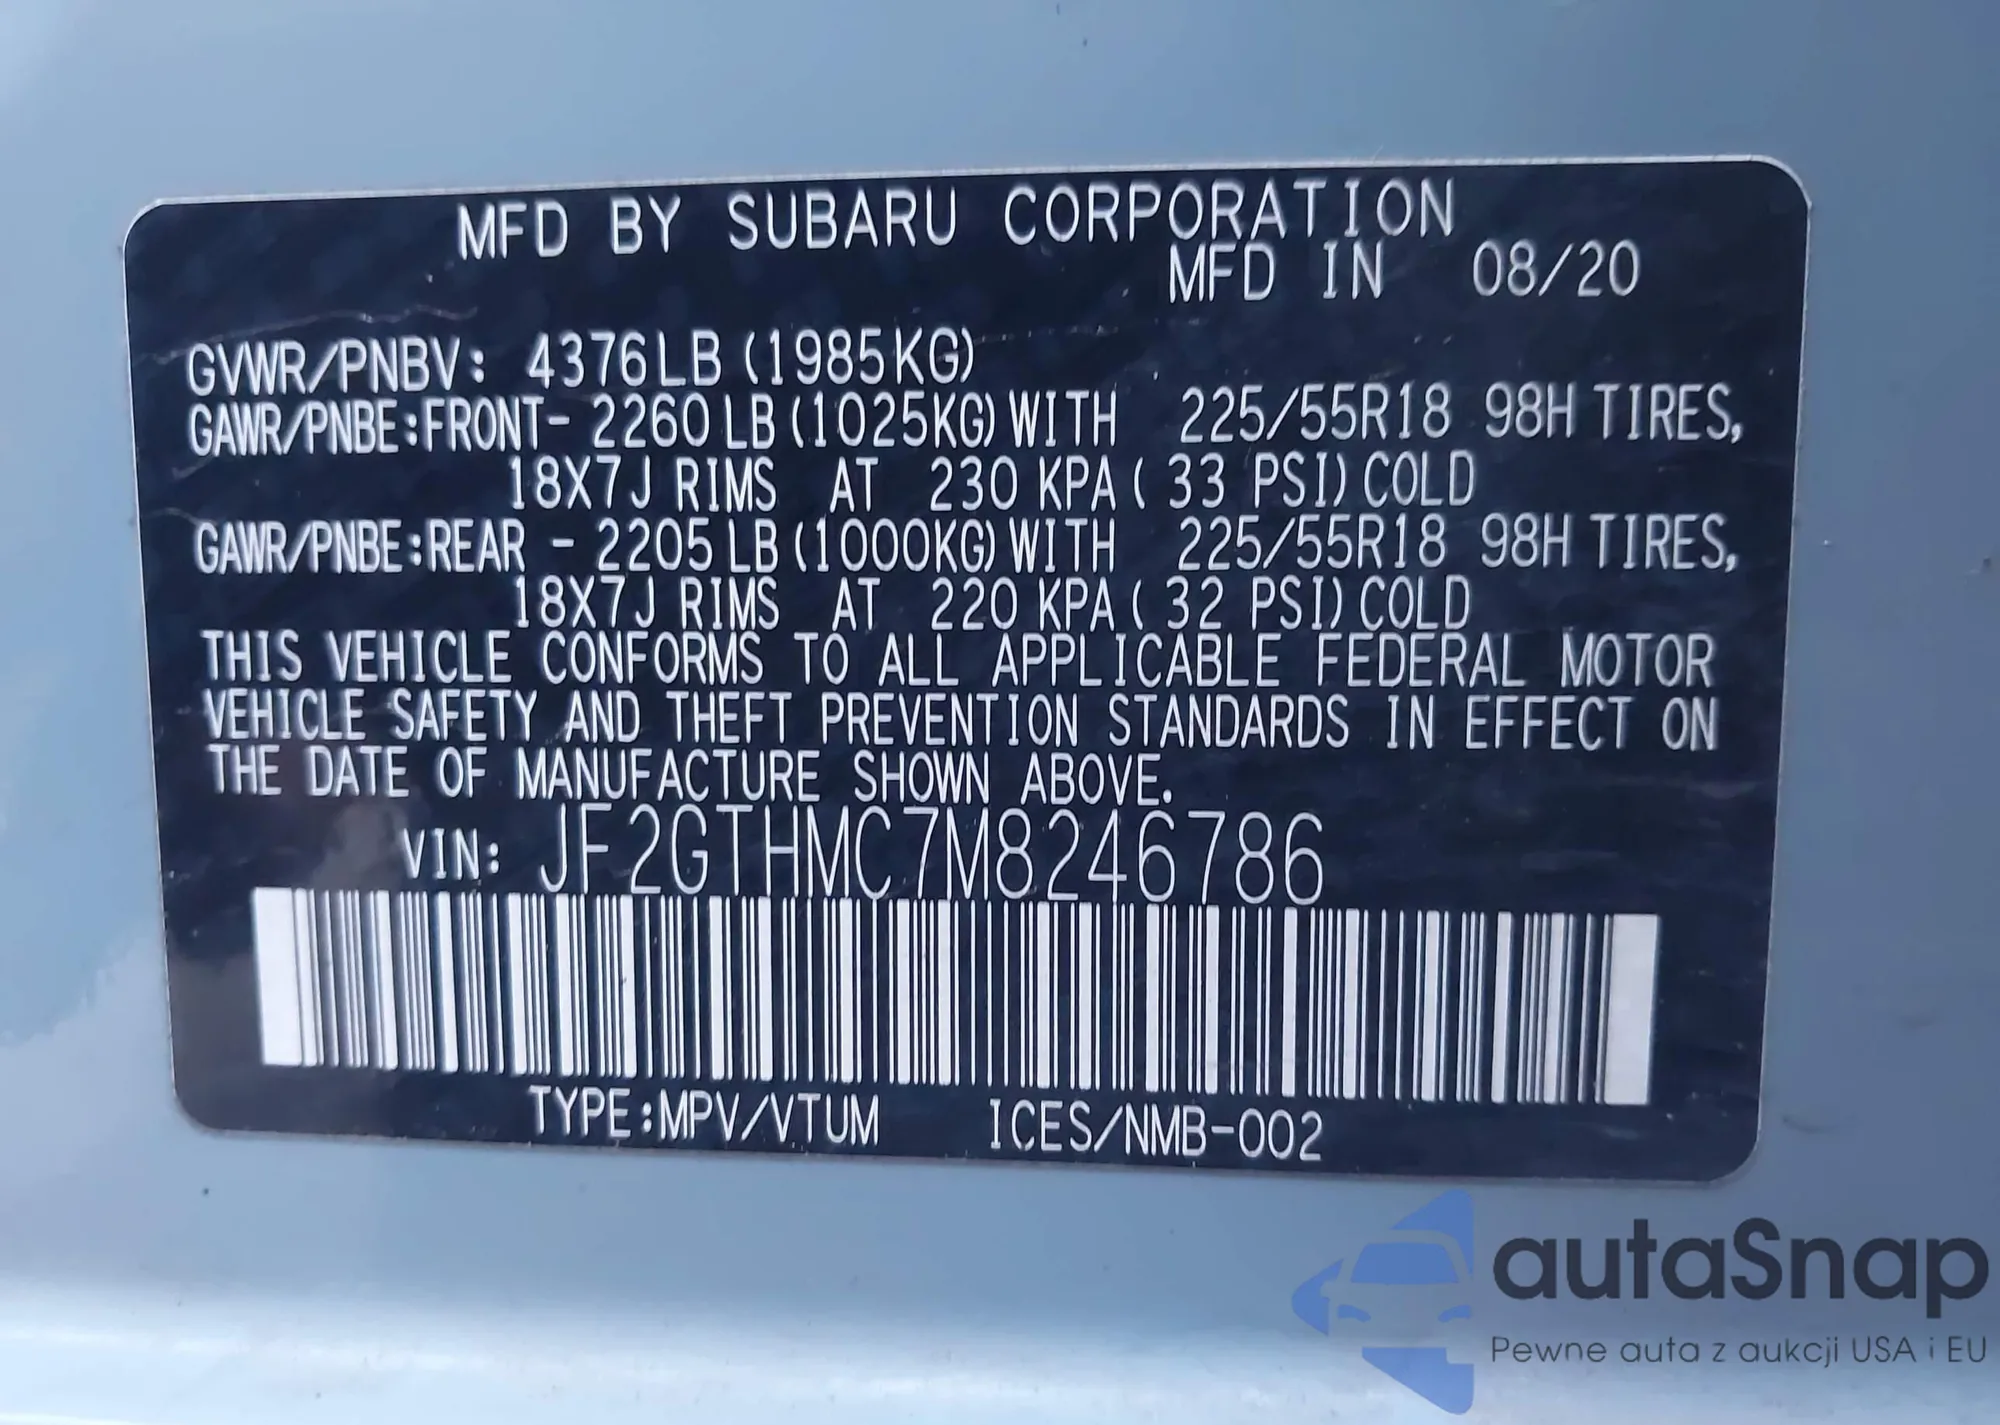 MFD BY SUBARU CORPORATION
MFD IN 08/20
GVWR/PNBV: 4376LB (1985KG)
GAWR/PNBE:FRONT- 2260LB (1025KG) WITH 225/55R18 98H TIRES,
18X7J RIMS AT 230 KPA ( 33 PSI) COLD
GAWR/PNBE:REAR - 2205LB (1000KG) WITH 225/55R18 98H TIRES,
18X7J RIMS AT 220 KPA ( 32 PSI) COLD
THIS VEHICLE CONFORMS TO ALL APPLICABLE FEDERAL MOTOR
VEHICLE SAFETY AND THEFT PREVENTION STANDARDS IN EFFECT ON
THE DATE OF MANUFACTURE SHOWN ABOVE.
VIN: JF2GTHMC7M8246786
TYPE:MPV/VTUM ICES/NMB-002
autaSnap
Pewne auta z aukcji USA i EU